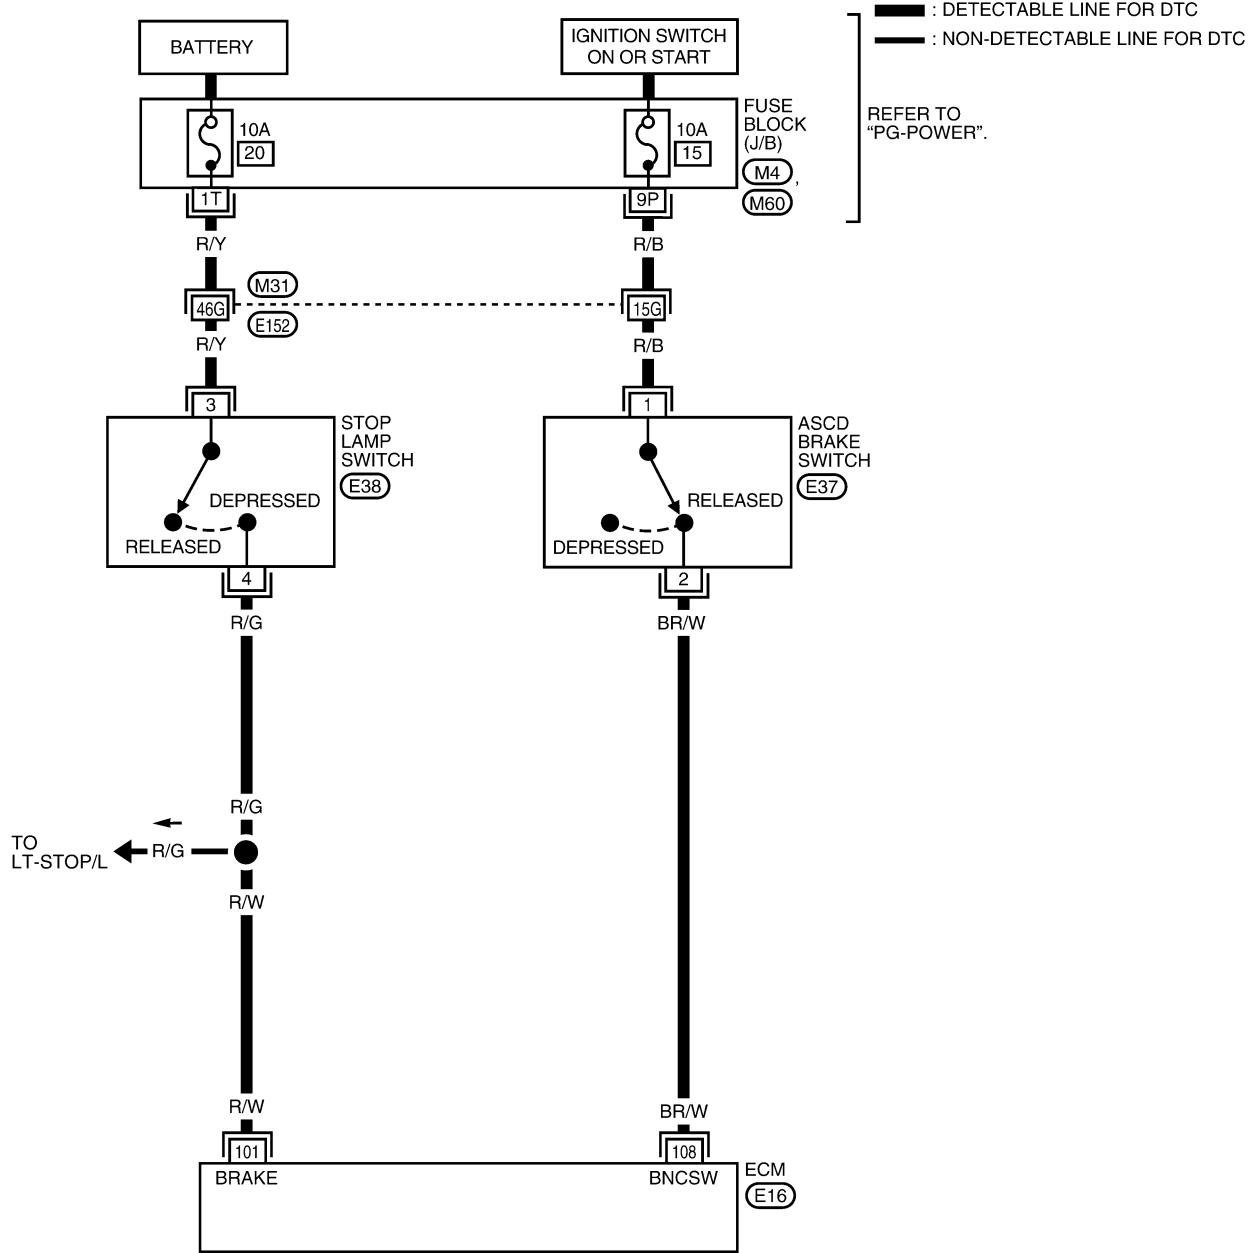 : DETECTABLE LINE FOR DTC
: NON-DETECTABLE LINE FOR DTC
BATTERY
IGNITION SWITCH
ON OR START
REFER TO
“PG-POWER”.
FUSE
BLOCK
(J/B)
M4 ,
M60
10A
20
10A
15
1T
9P
R/Y
R/B
M31
46G
15G
E152
R/Y
R/B
3
1
STOP
LAMP
SWITCH
E38
ASCD
BRAKE
SWITCH
E37
DEPRESSED
RELEASED
RELEASED
DEPRESSED
4
2
R/G
BR/W
R/G
TO
LT-STOP/L
R/G
R/W
R/W
BR/W
101
108
BRAKE
BNCSW
ECM
E16